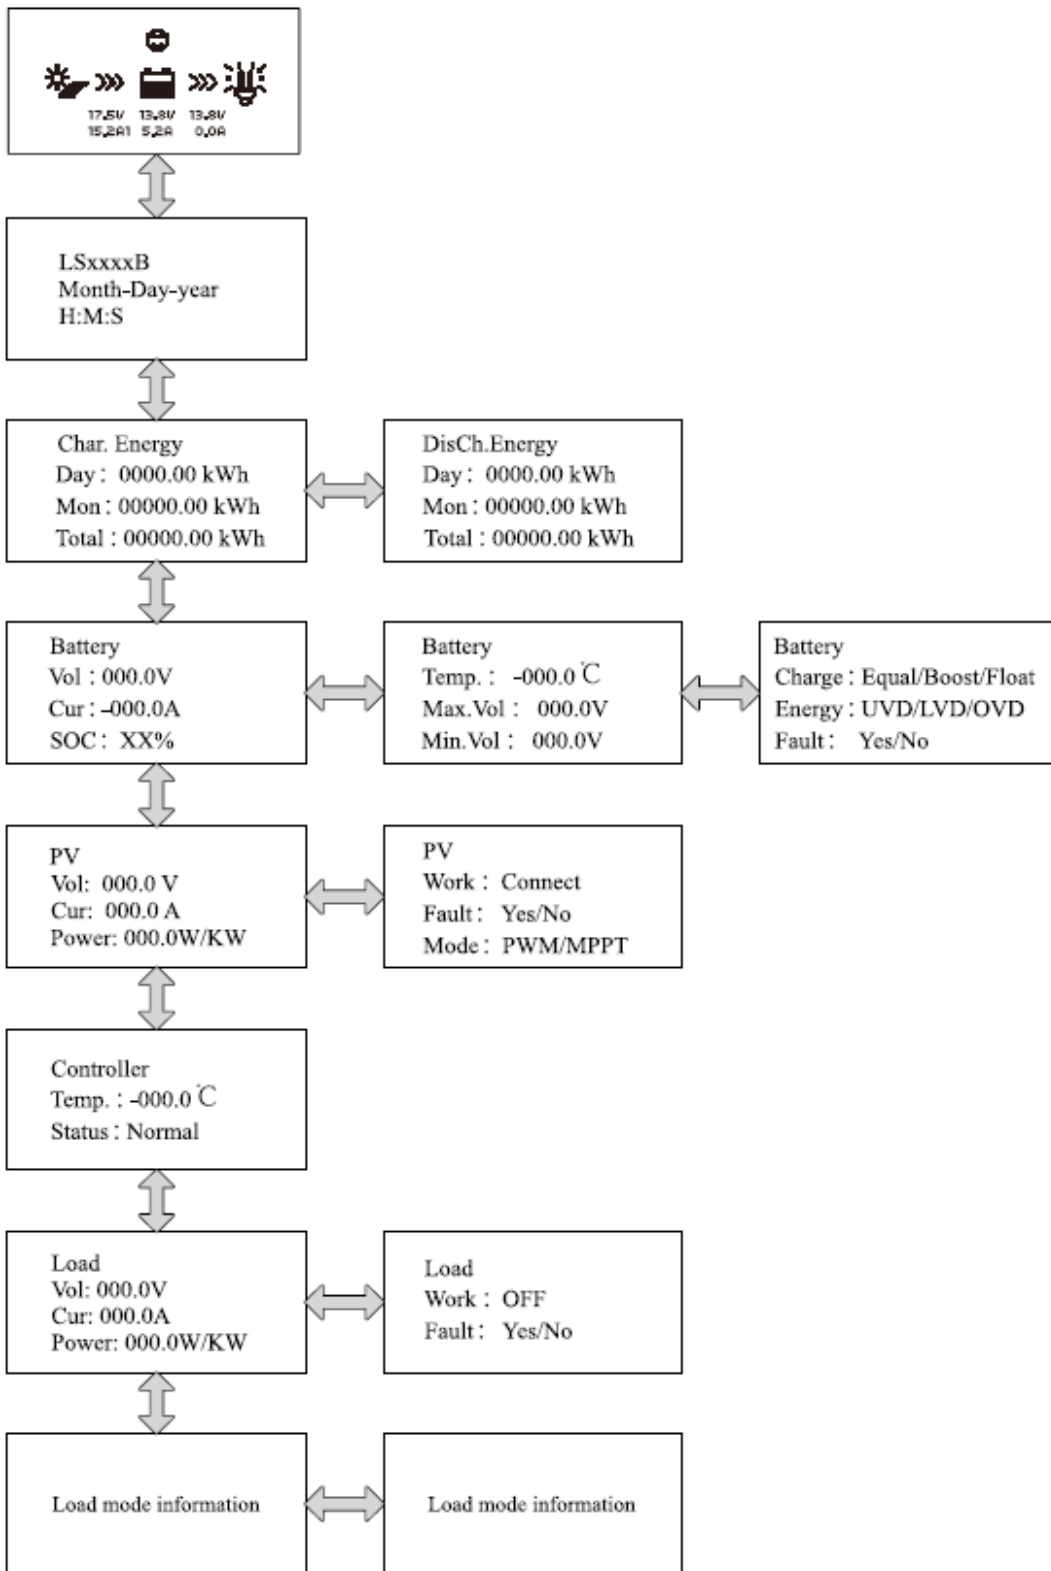 17.5V 13.8V 13.8V
15.2A1 5.2A 0.0A
LSxxxxB
Month-Day-year
H:M:S
Char. Energy
Day: 0000.00 kWh
Mon: 00000.00 kWh
Total: 00000.00 kWh
DisCh.Energy
Day: 0000.00 kWh
Mon: 00000.00 kWh
Total: 00000.00 kWh
Battery
Vol: 000.0V
Cur: -000.0A
SOC: XX%
Battery
Temp.: -000.0℃
Max.Vol: 000.0V
Min.Vol: 000.0V
Battery
Charge: Equal/Boost/Float
Energy: UVD/LVD/OVD
Fault: Yes/No
PV
Vol: 000.0 V
Cur: 000.0 A
Power: 000.0W/KW
PV
Work: Connect
Fault: Yes/No
Mode: PWM/MPPT
Controller
Temp.: -000.0℃
Status: Normal
Load
Vol: 000.0V
Cur: 000.0A
Power: 000.0W/KW
Load
Work: OFF
Fault: Yes/No
Load mode information
Load mode information